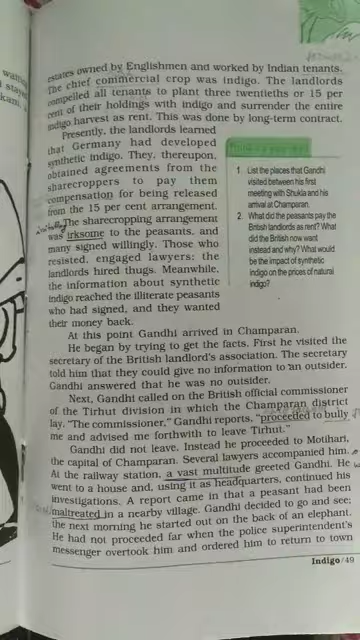 estates owned by Englishmen and worked by Indian tenants.
The chief commercial crop was indigo. The landlords
compelled all tenants to plant three twentieths or 15 per
cent of their holdings with indigo and surrender the entire
indigo harvest as rent. This was done by long-term contract.
Presently, the landlords learned
that Germany had developed
synthetic indigo. They, thereupon,
obtained agreements from the
sharecroppers to pay them
compensation for being released
from the 15 per cent arrangement.
The sharecropping arrangement
was irksome to the peasants, and
many signed willingly. Those who
resisted, engaged lawyers; the
landlords hired thugs. Meanwhile,
the information about synthetic
indigo reached the illiterate peasants
who had signed, and they wanted
their money back.
1. List the places that Gandhi
visited between his first
meeting with Shukla and his
arrival at Champaran.
2. What did the peasants pay the
British landlords as rent? What
did the British now want
instead and why? What would
be the impact of synthetic
indigo on the prices of natural
indigo?
At this point Gandhi arrived in Champaran.
He began by trying to get the facts. First he visited the
secretary of the British landlord's association. The secretary
told him that they could give no information to an outsider.
Gandhi answered that he was no outsider.
Next, Gandhi called on the British official commissioner
of the Tirhut division in which the Champaran district
lay. "The commissioner," Gandhi reports, "proceeded to bully
me and advised me forthwith to leave Tirhut."
Gandhi did not leave. Instead he proceeded to Motihari,
the capital of Champaran. Several lawyers accompanied him.
At the railway station, a vast multitude greeted Gandhi. He
went to a house and, using it as headquarters, continued his
investigations. A report came in that a peasant had been
maltreated in a nearby village. Gandhi decided to go and see;
the next morning he started out on the back of an elephant.
He had not proceeded far when the police superintendent's
messenger overtook him and ordered him to return to town
Indigo/49